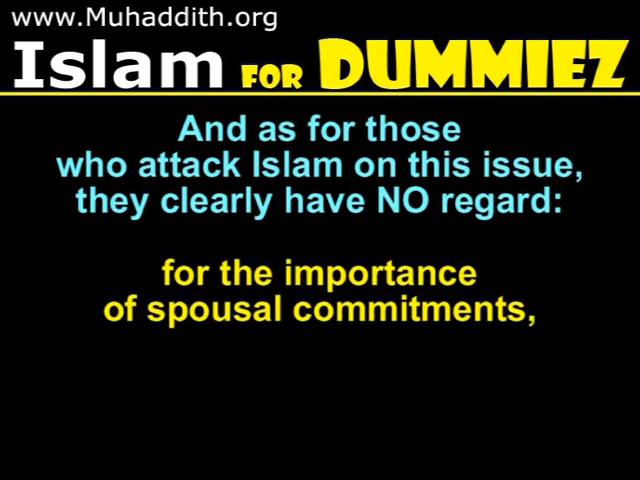 www.Muhaddith.org
Islam FOR DUMMIEZ
And as for those
who attack Islam on this issue,
they clearly have NO regard:
for the importance
of spousal commitments,